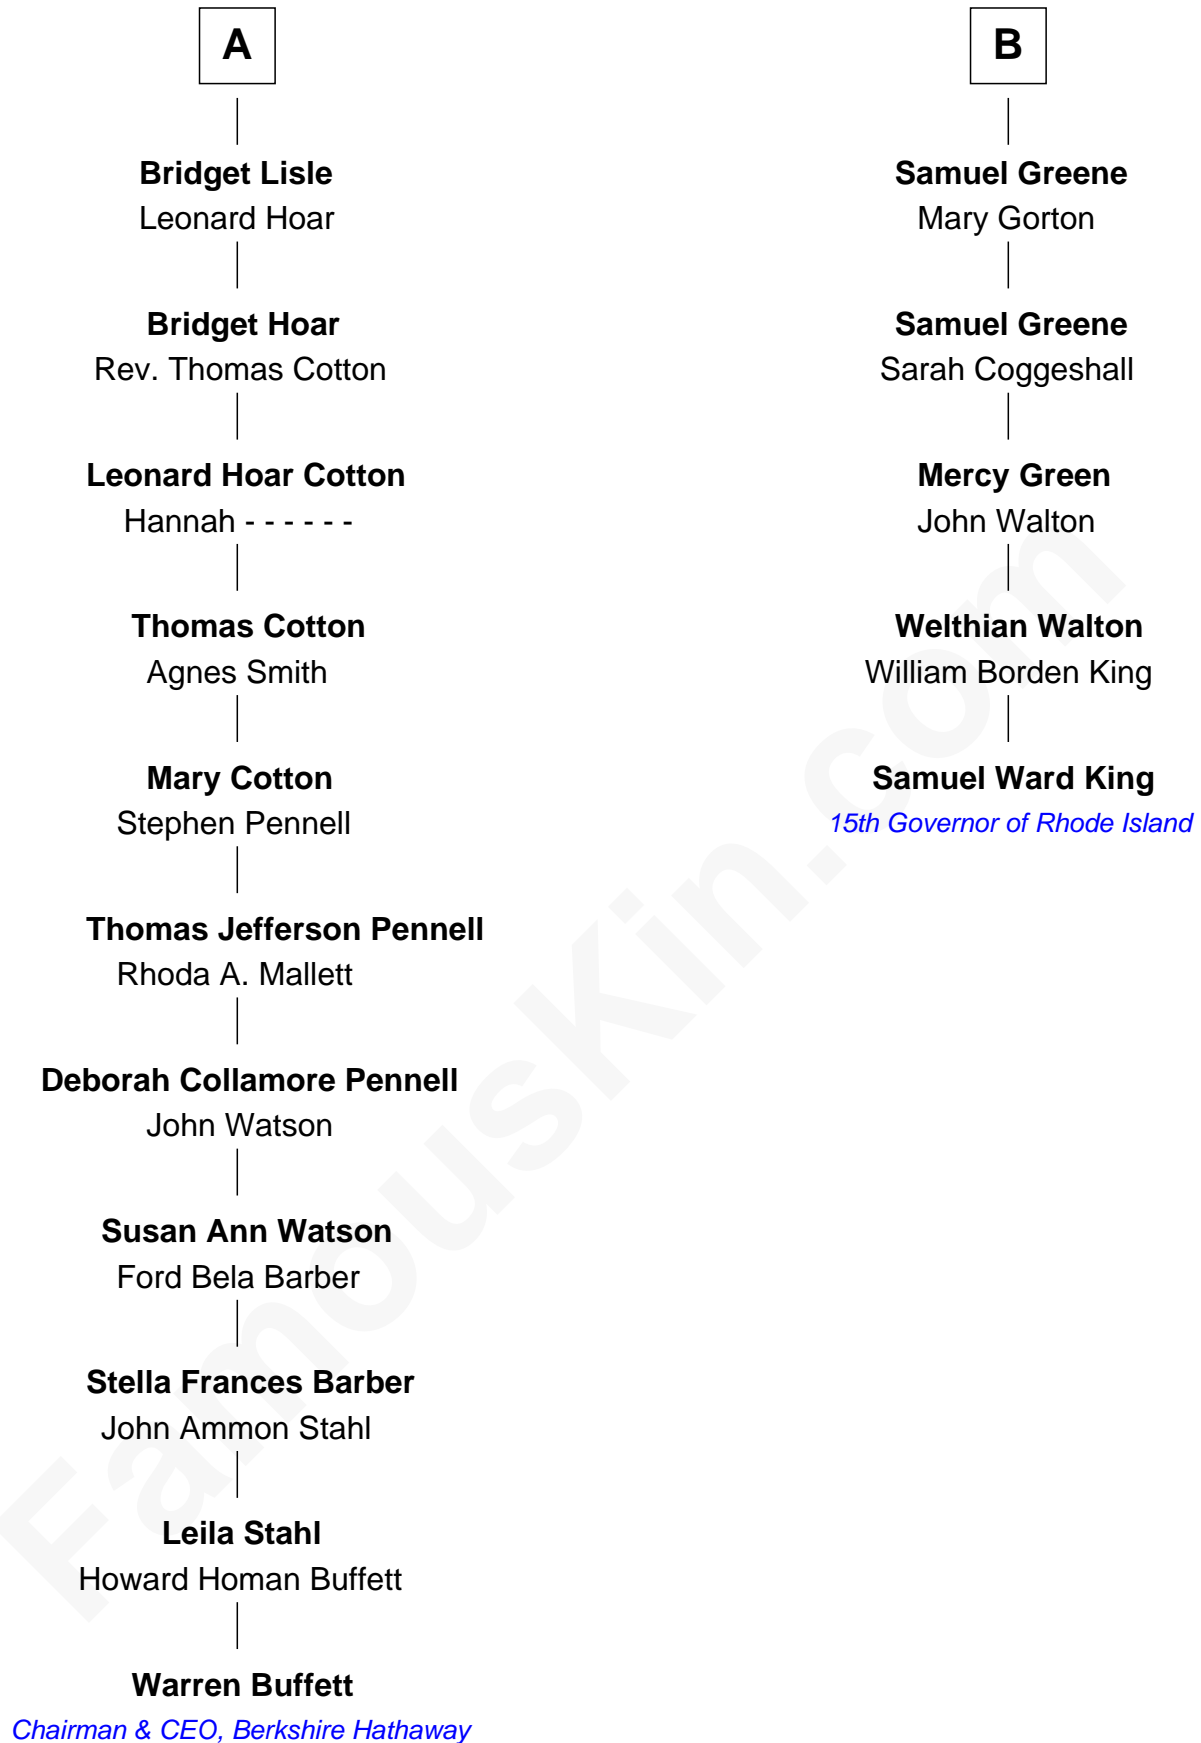 A
Bridget Lisle
Leonard Hoar
Bridget Hoar
Rev. Thomas Cotton
Leonard Hoar Cotton
Hannah - - - - - -
Thomas Cotton
Agnes Smith
Mary Cotton
Stephen Pennell
Thomas Jefferson Pennell
Rhoda A. Mallett
Deborah Collamore Pennell
John Watson
Susan Ann Watson
Ford Bela Barber
Stella Frances Barber
John Ammon Stahl
Leila Stahl
Howard Homan Buffett
Warren Buffett
Chairman & CEO, Berkshire Hathaway
B
Samuel Greene
Mary Gorton
Samuel Greene
Sarah Coggeshall
Mercy Green
John Walton
Welthian Walton
William Borden King
Samuel Ward King
15th Governor of Rhode Island
FamousKin.com